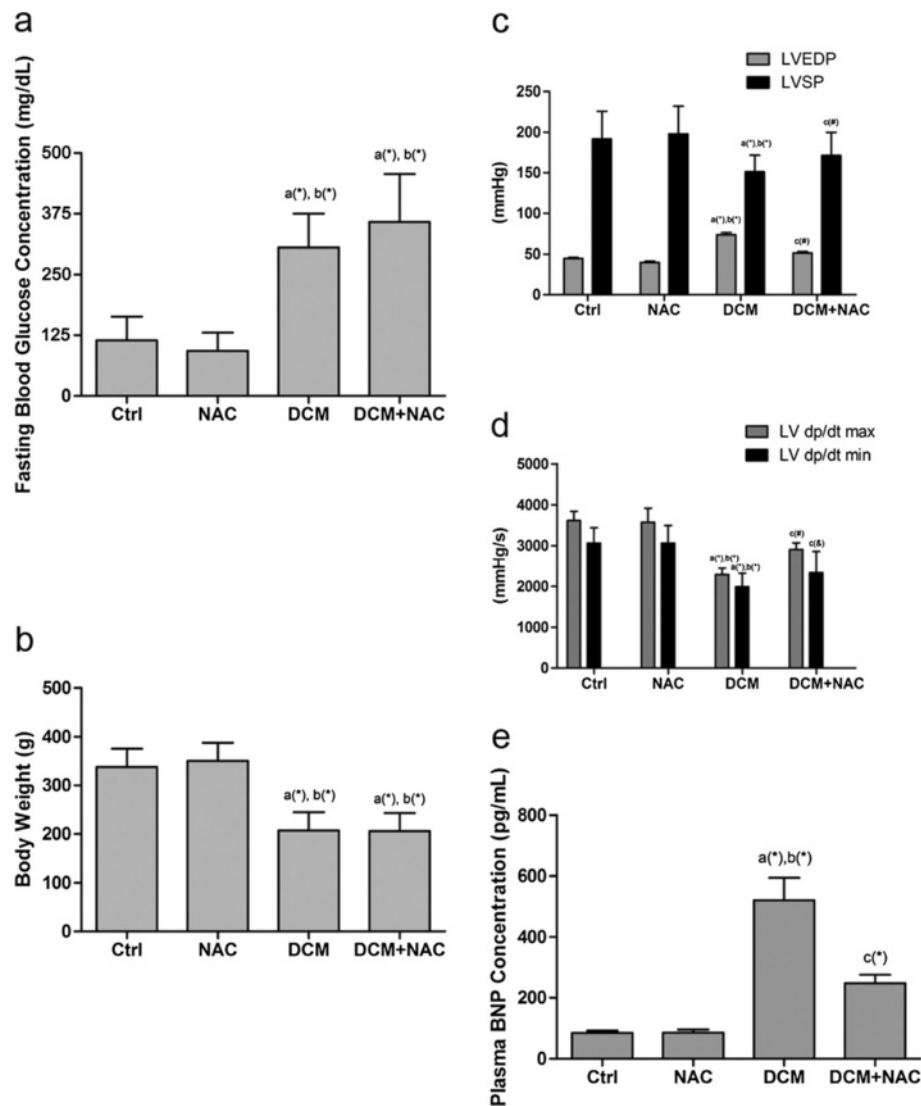 a
Fasting Blood Glucose Concentration (mg/dL)
500
375
250
125
0
a(*), b(*)
a(*), b(*)
Ctrl NAC DCM DCM+NAC
b
Body Weight (g)
500
400
300
200
100
0
a(*), b(*)
a(*), b(*)
Ctrl NAC DCM DCM+NAC
c
LVEDP
LVSP
(mmHg)
250
200
150
100
50
0
a(*),b(*)
a(*),b(*)
c(#)
c(#)
Ctrl NAC DCM DCM+NAC
d
LV dp/dt max
LV dp/dt min
(mmHg/s)
5000
4000
3000
2000
1000
0
a(*),b(*)
a(*),b(*)
c(#)
c(&)
Ctrl NAC DCM DCM+NAC
e
Plasma BNP Concentration (pg/mL)
800
600
400
200
0
a(*),b(*)
c(*)
Ctrl NAC DCM DCM+NAC